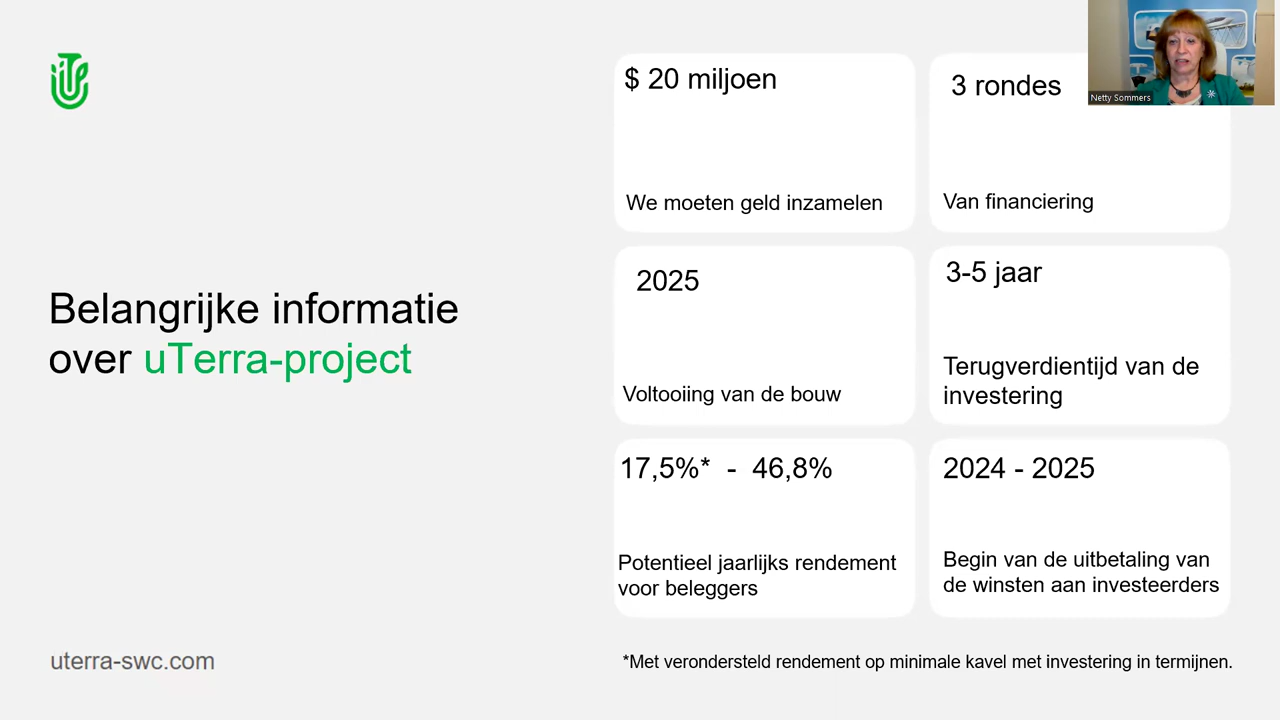 Belangrijke informatie
over uTerra-project
$ 20 miljoen
We moeten geld inzamelen
3 rondes
Van financiering
2025
Voltooiing van de bouw
3-5 jaar
Terugverdientijd van de
investering
17,5%* - 46,8%
Potentieel jaarlijks rendement
voor beleggers
2024 - 2025
Begin van de uitbetaling van
de winsten aan investeerders
uterra-swc.com
*Met verondersteld rendement op minimale kavel met investering in termijnen.
Netty Sommers